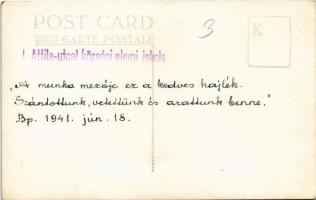 POST CARD
CARTE POSTALE
I. Attila-utcai községi elemi iskola
3
K
„A munka mezője ez a kedves hajlék.
Szántottunk, vetettünk és arattunk benne."
Bp. 1941. jún. 18.